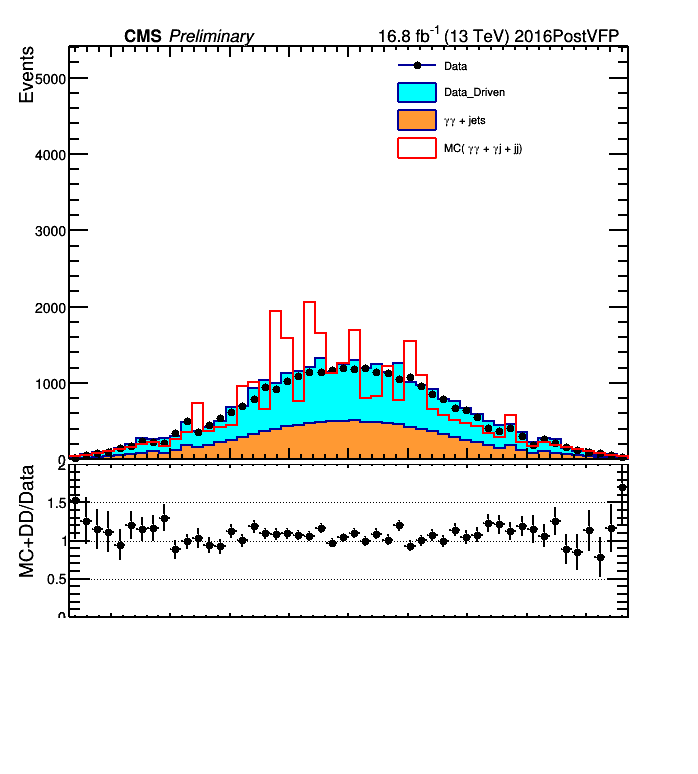 CMS Preliminary 16.8 fb-1 (13 TeV) 2016PostVFP
Events
5000
4000
3000
2000
1000
0
Data
Data_Driven
γγ + jets
MC( γγ + γj + jj)
MC+DD/Data
2
1.5
1
0.5
0